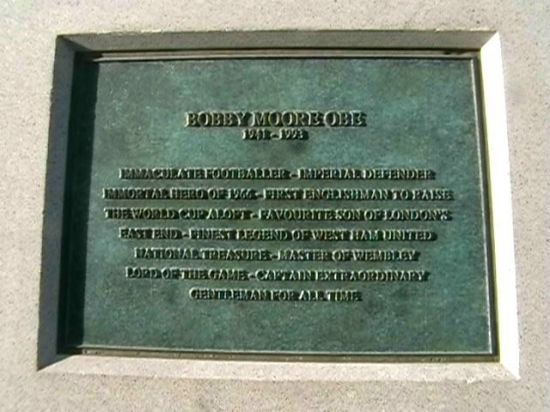 BOBBY MOORE OBE
1941 - 1993
IMMACULATE FOOTBALLER - IMPERIAL DEFENDER
IMMORTAL HERO OF 1966 - FIRST ENGLISHMAN TO RAISE
THE WORLD CUP ALOFT - FAVOURITE SON OF LONDON'S
EAST END - FINEST LEGEND OF WEST HAM UNITED
NATIONAL TREASURE - MASTER OF WEMBLEY
LORD OF THE GAME - CAPTAIN EXTRAORDINARY
GENTLEMAN FOR ALL TIME